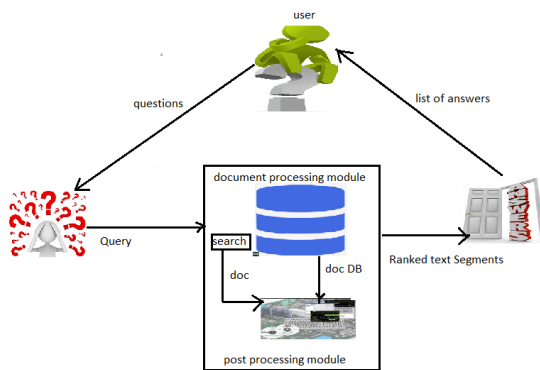 user
questions
list of answers
document processing module
search
Query
doc
doc DB
Ranked text Segments
post processing module